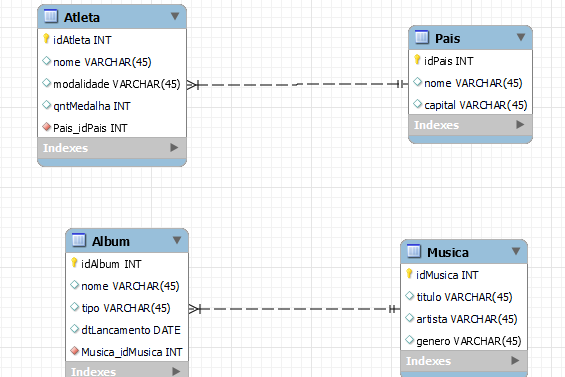 Atleta
idAtleta INT
nome VARCHAR(45)
modalidade VARCHAR(45)
qntMedalha INT
Pais_idPais INT
Indexes
Pais
idPais INT
nome VARCHAR(45)
capital VARCHAR(45)
Indexes
Album
idAlbum INT
nome VARCHAR(45)
tipo VARCHAR(45)
dtLancamento DATE
Musica_idMusica INT
Indexes
Musica
idMusica INT
titulo VARCHAR(45)
artista VARCHAR(45)
genero VARCHAR(45)
Indexes